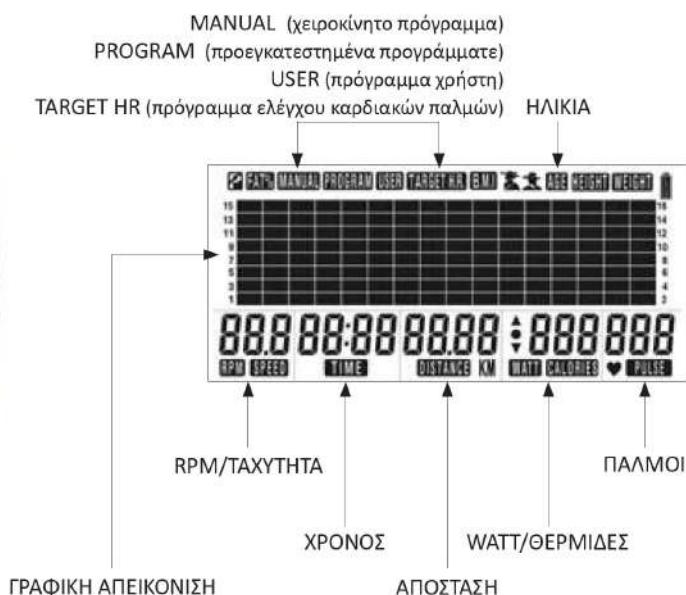 MANUAL (χειροκίνητο πρόγραμμα)
PROGRAM (προεγκατεστημένα προγράμματε)
USER (πρόγραμμα χρήστη)
TARGET HR (πρόγραμμα ελέγχου καρδιακών παλμών) ΗΛΙΚΙΑ
FAT% MANUAL PROGRAM USER TARGET HR B.M.I AGE HEIGHT WEIGHT
15 16
13 14
11 12
9 10
7 8
5 6
3 4
1 2
88.8 88:88 88.88 888 888
RPM SPEED TIME DISTANCE KM WATT CALORIES PULSE
RPM/ΤΑΧΥΤΗΤΑ ΠΑΛΜΟΙ
ΧΡΟΝΟΣ WATT/ΘΕΡΜΙΔΕΣ
ΓΡΑΦΙΚΗ ΑΠΕΙΚΟΝΙΣΗ ΑΠΟΣΤΑΣΗ